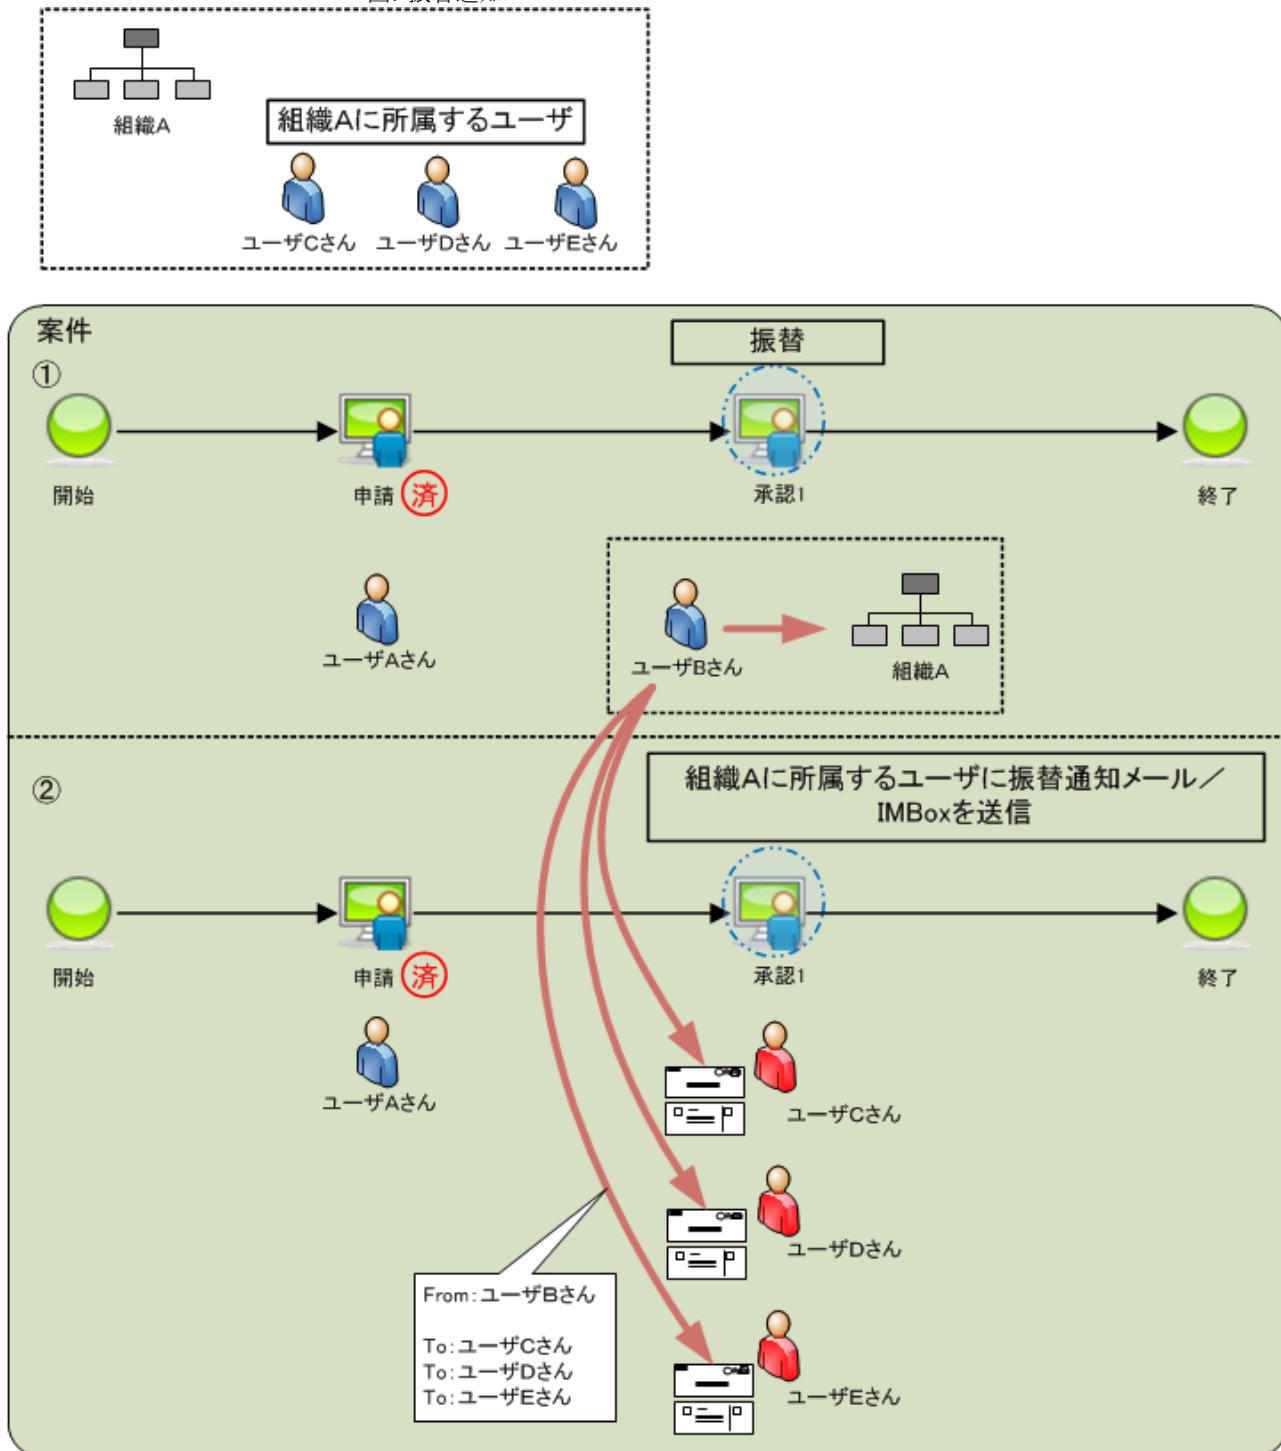 組織A
組織Aに所属するユーザ
ユーザCさん
ユーザDさん
ユーザEさん
案件
①
振替
開始
申請
済
承認1
終了
ユーザAさん
ユーザBさん
組織A
②
組織Aに所属するユーザに振替通知メール／
IMBoxを送信
開始
申請
済
承認1
終了
ユーザAさん
ユーザCさん
ユーザDさん
ユーザEさん
From:ユーザBさん
To:ユーザCさん
To:ユーザDさん
To:ユーザEさん